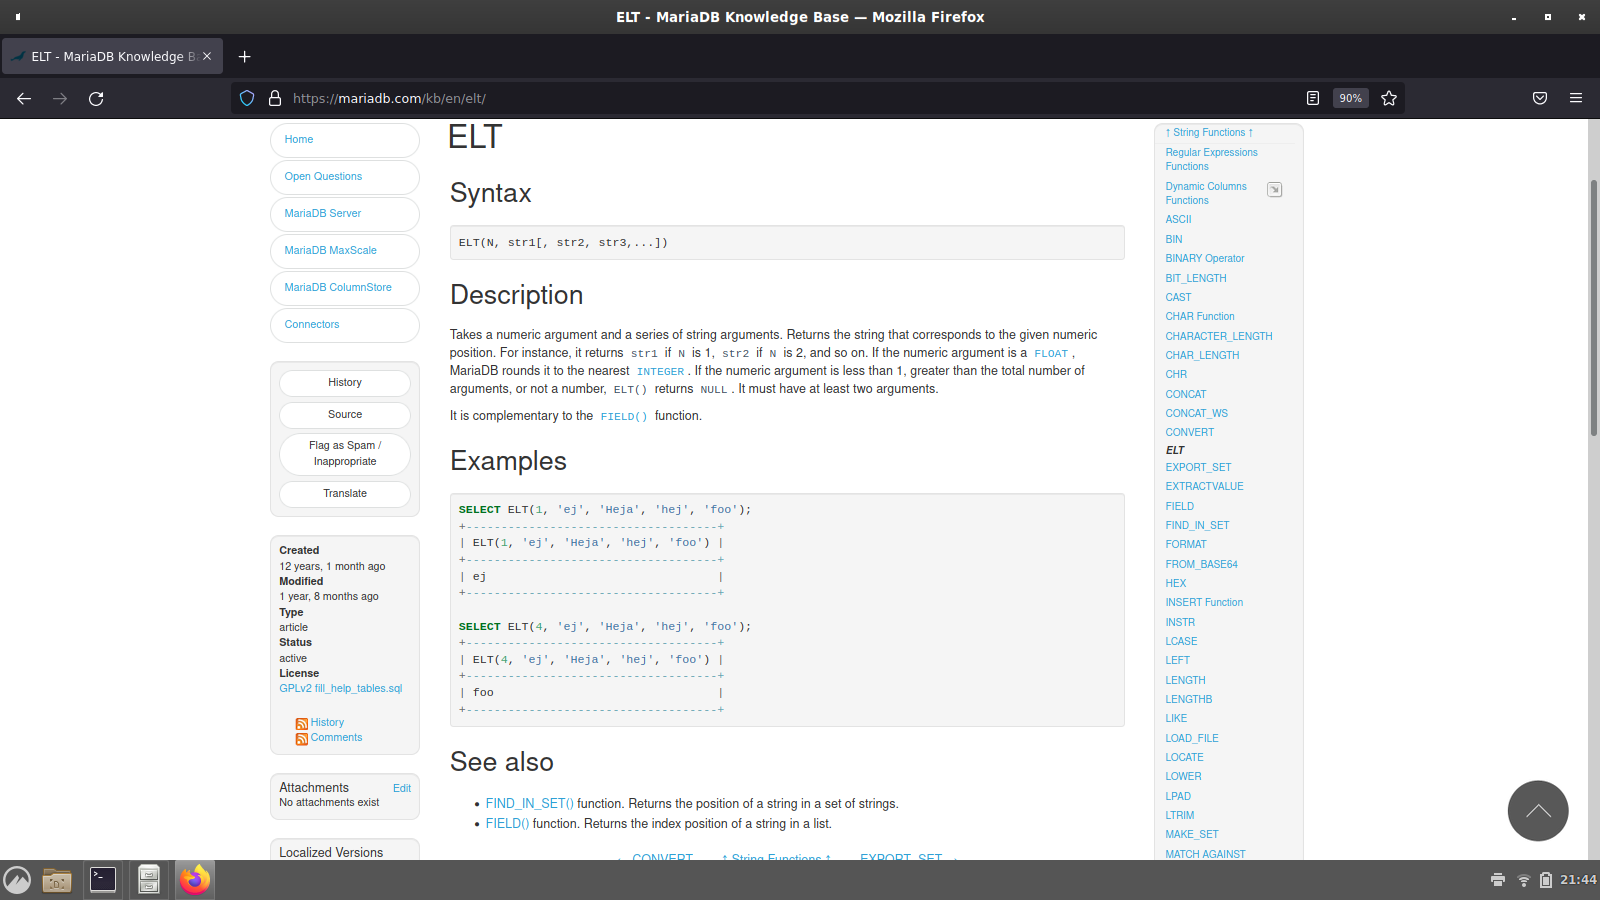 ELT - MariaDB Knowledge Base — Mozilla Firefox
ELT - MariaDB Knowledge B
https://mariadb.com/kb/en/elt/
90%
Home
Open Questions
MariaDB Server
MariaDB MaxScale
MariaDB ColumnStore
Connectors
History
Source
Flag as Spam /
Inappropriate
Translate
Created
12 years, 1 month ago
Modified
1 year, 8 months ago
Type
article
Status
active
License
GPLv2 fill_help_tables.sql
History
Comments
Attachments Edit
No attachments exist
Localized Versions
ELT
Syntax
ELT(N, str1[, str2, str3,...])
Description
Takes a numeric argument and a series of string arguments. Returns the string that corresponds to the given numeric
position. For instance, it returns str1 if N is 1, str2 if N is 2, and so on. If the numeric argument is a FLOAT ,
MariaDB rounds it to the nearest INTEGER . If the numeric argument is less than 1, greater than the total number of
arguments, or not a number, ELT() returns NULL . It must have at least two arguments.
It is complementary to the FIELD() function.
Examples
SELECT ELT(1, 'ej', 'Heja', 'hej', 'foo');
+------------------------------------+
| ELT(1, 'ej', 'Heja', 'hej', 'foo') |
+------------------------------------+
| ej                                 |
+------------------------------------+
SELECT ELT(4, 'ej', 'Heja', 'hej', 'foo');
+------------------------------------+
| ELT(4, 'ej', 'Heja', 'hej', 'foo') |
+------------------------------------+
| foo                                |
+------------------------------------+
See also
• FIND_IN_SET() function. Returns the position of a string in a set of strings.
• FIELD() function. Returns the index position of a string in a list.
← CONVERT ↑ String Functions ↑ EXPORT_SET →
↑ String Functions ↑
Regular Expressions
Functions
Dynamic Columns
Functions
ASCII
BIN
BINARY Operator
BIT_LENGTH
CAST
CHAR Function
CHARACTER_LENGTH
CHAR_LENGTH
CHR
CONCAT
CONCAT_WS
CONVERT
ELT
EXPORT_SET
EXTRACTVALUE
FIELD
FIND_IN_SET
FORMAT
FROM_BASE64
HEX
INSERT Function
INSTR
LCASE
LEFT
LENGTH
LENGTHB
LIKE
LOAD_FILE
LOCATE
LOWER
LPAD
LTRIM
MAKE_SET
MATCH AGAINST
21:44